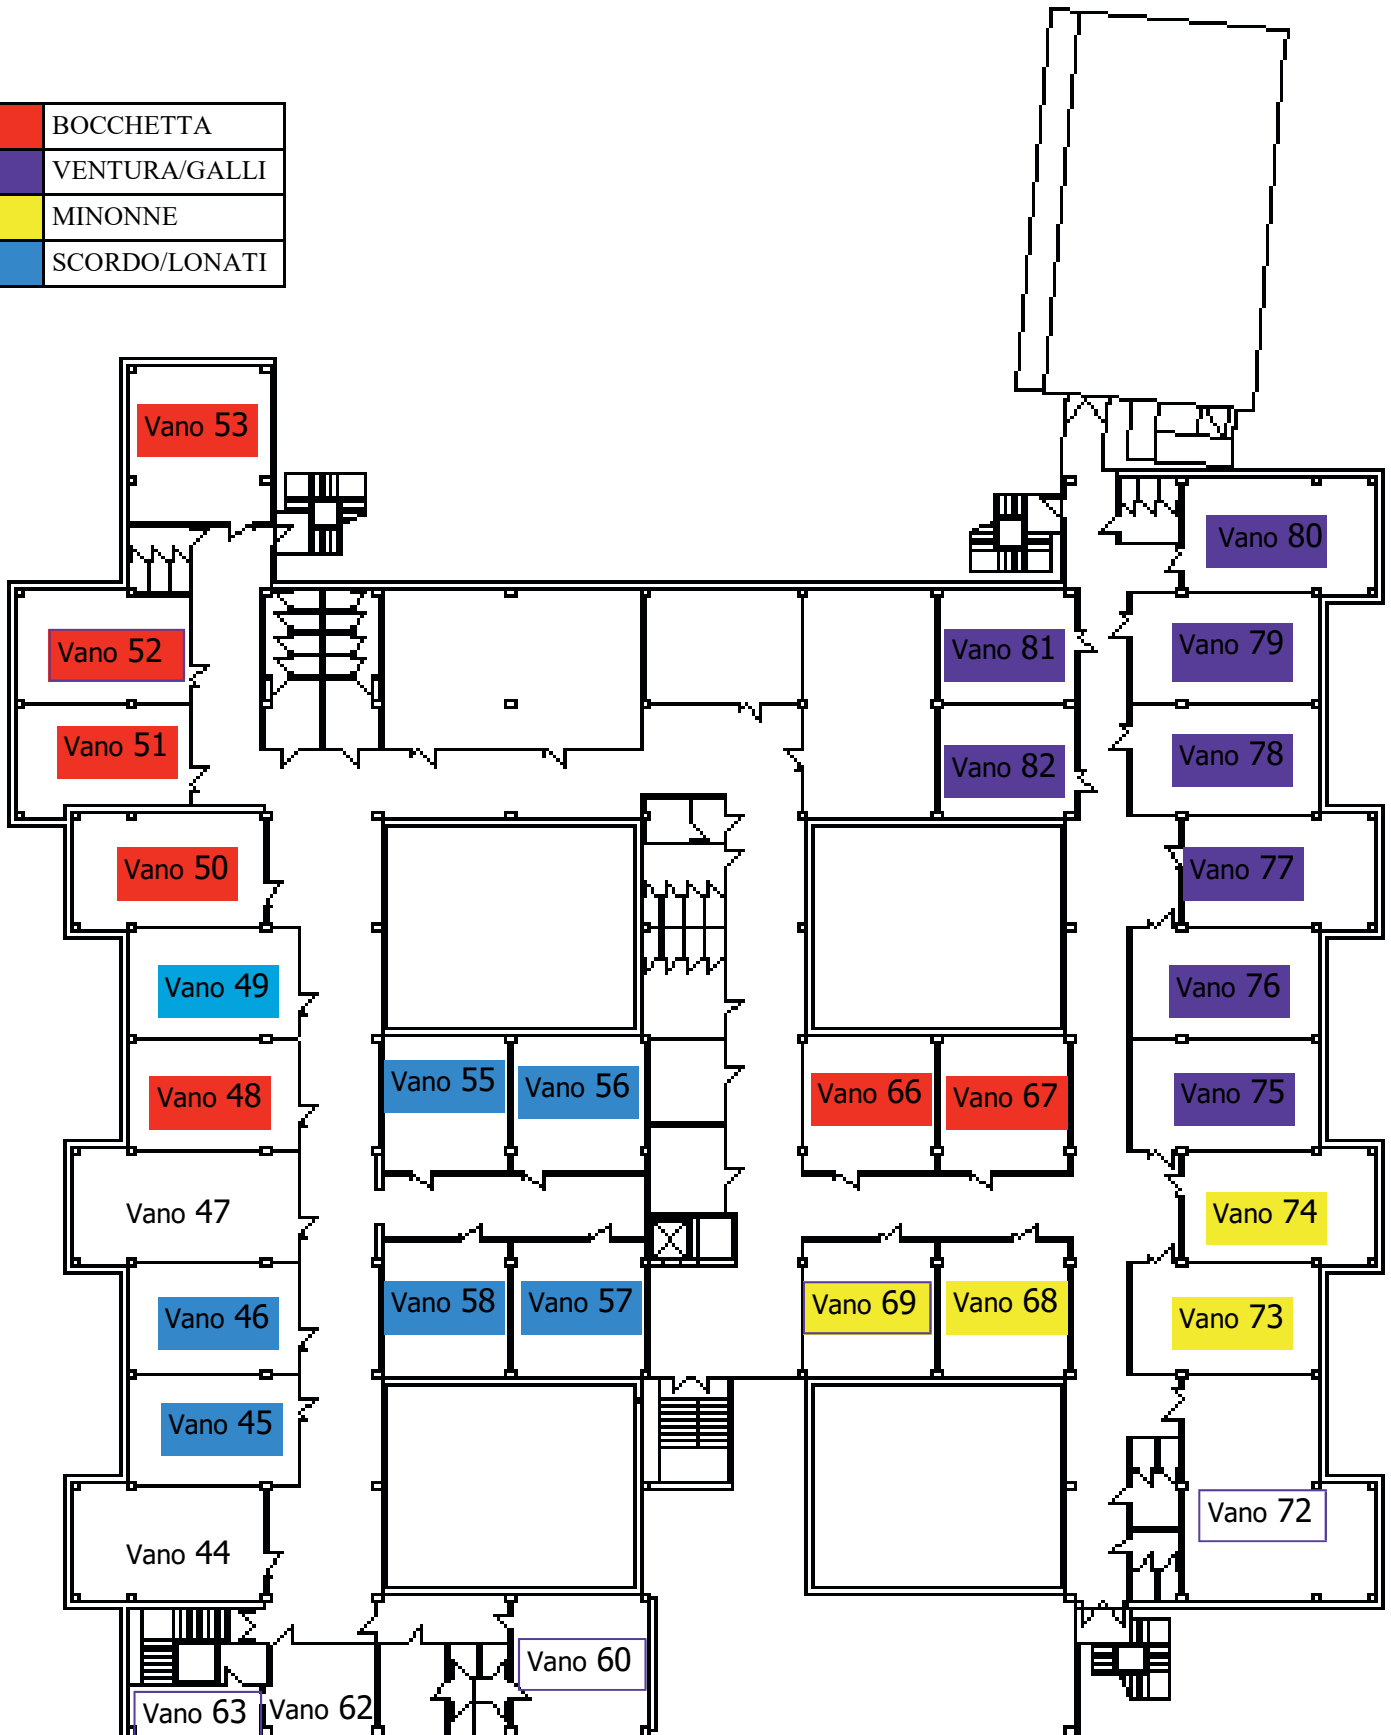 BOCCHETTA
VENTURA/GALLI
MINONNE
SCORDO/LONATI
Vano 53
Vano 80
Vano 52
Vano 81
Vano 79
Vano 51
Vano 82
Vano 78
Vano 50
Vano 77
Vano 49
Vano 76
Vano 48
Vano 55
Vano 56
Vano 66
Vano 67
Vano 75
Vano 47
Vano 74
Vano 46
Vano 58
Vano 57
Vano 69
Vano 68
Vano 73
Vano 45
Vano 44
Vano 72
Vano 60
Vano 63
Vano 62